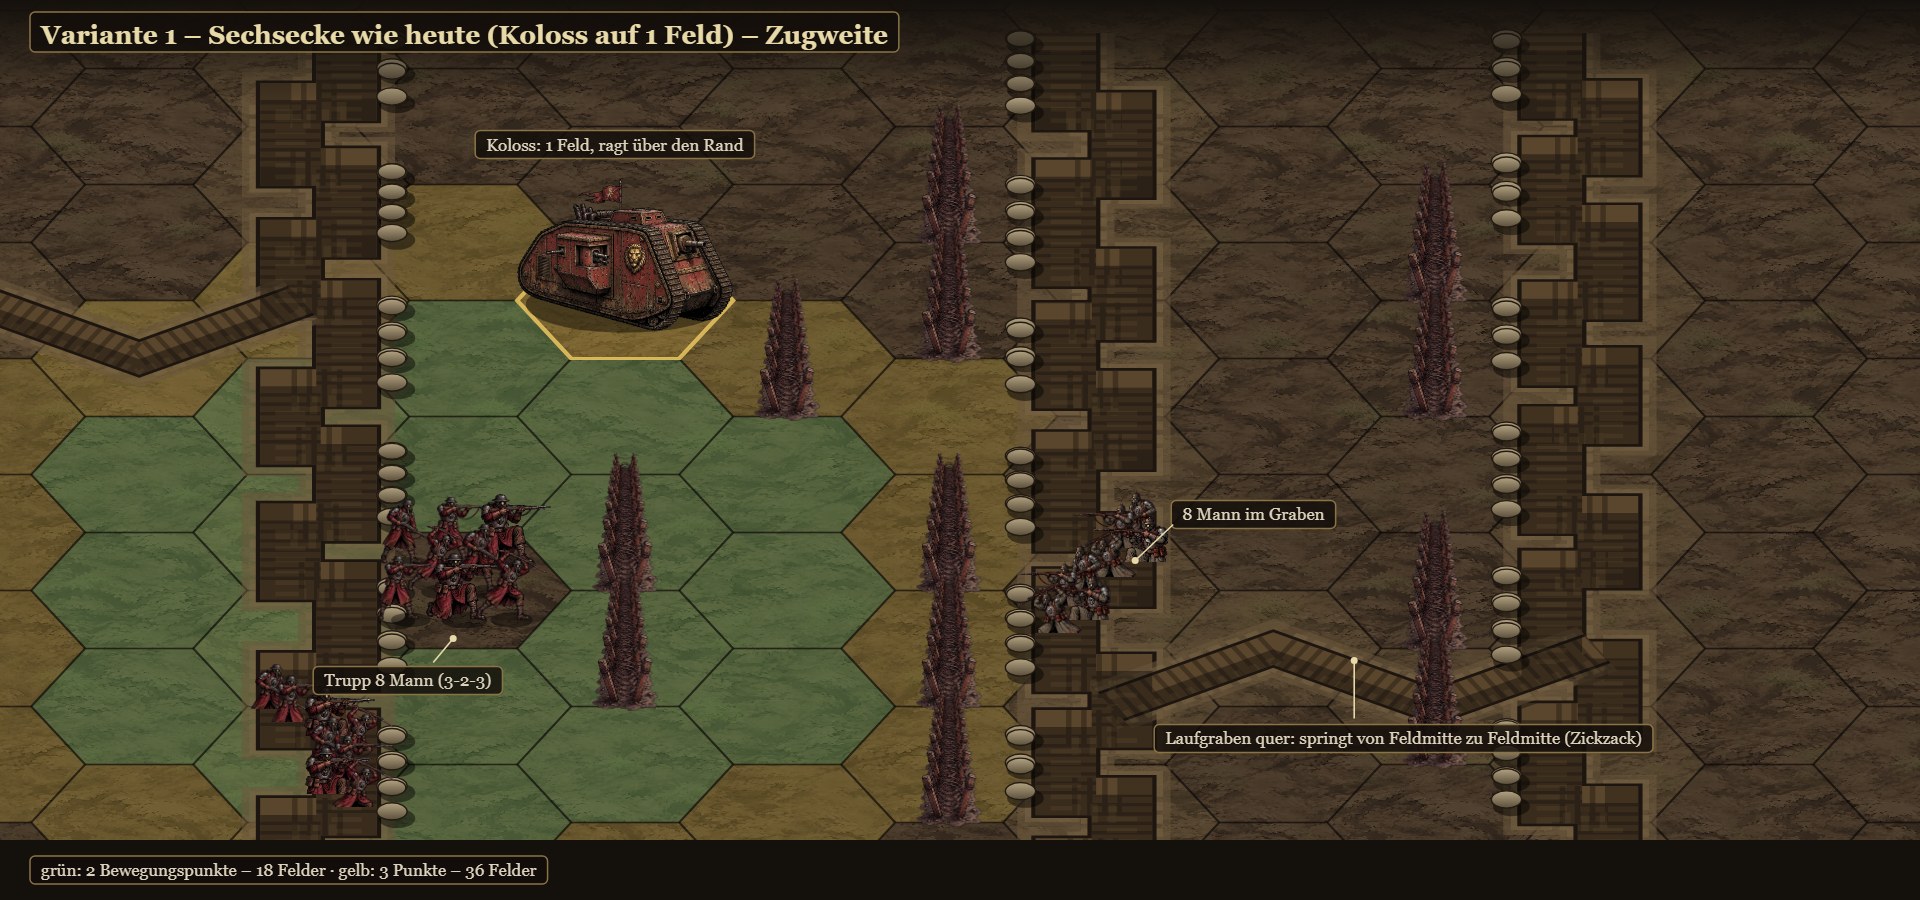 Variante 1 – Sechsecke wie heute (Koloss auf 1 Feld) – Zugweite
Koloss: 1 Feld, ragt über den Rand
8 Mann im Graben
Trupp 8 Mann (3-2-3)
Laufgraben quer: springt von Feldmitte zu Feldmitte (Zickzack)
grün: 2 Bewegungspunkte – 18 Felder · gelb: 3 Punkte – 36 Felder